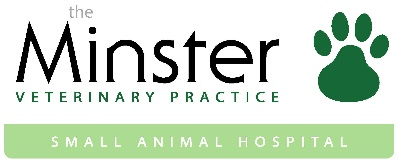 the
Minster
VETERINARY PRACTICE
SMALL ANIMAL HOSPITAL